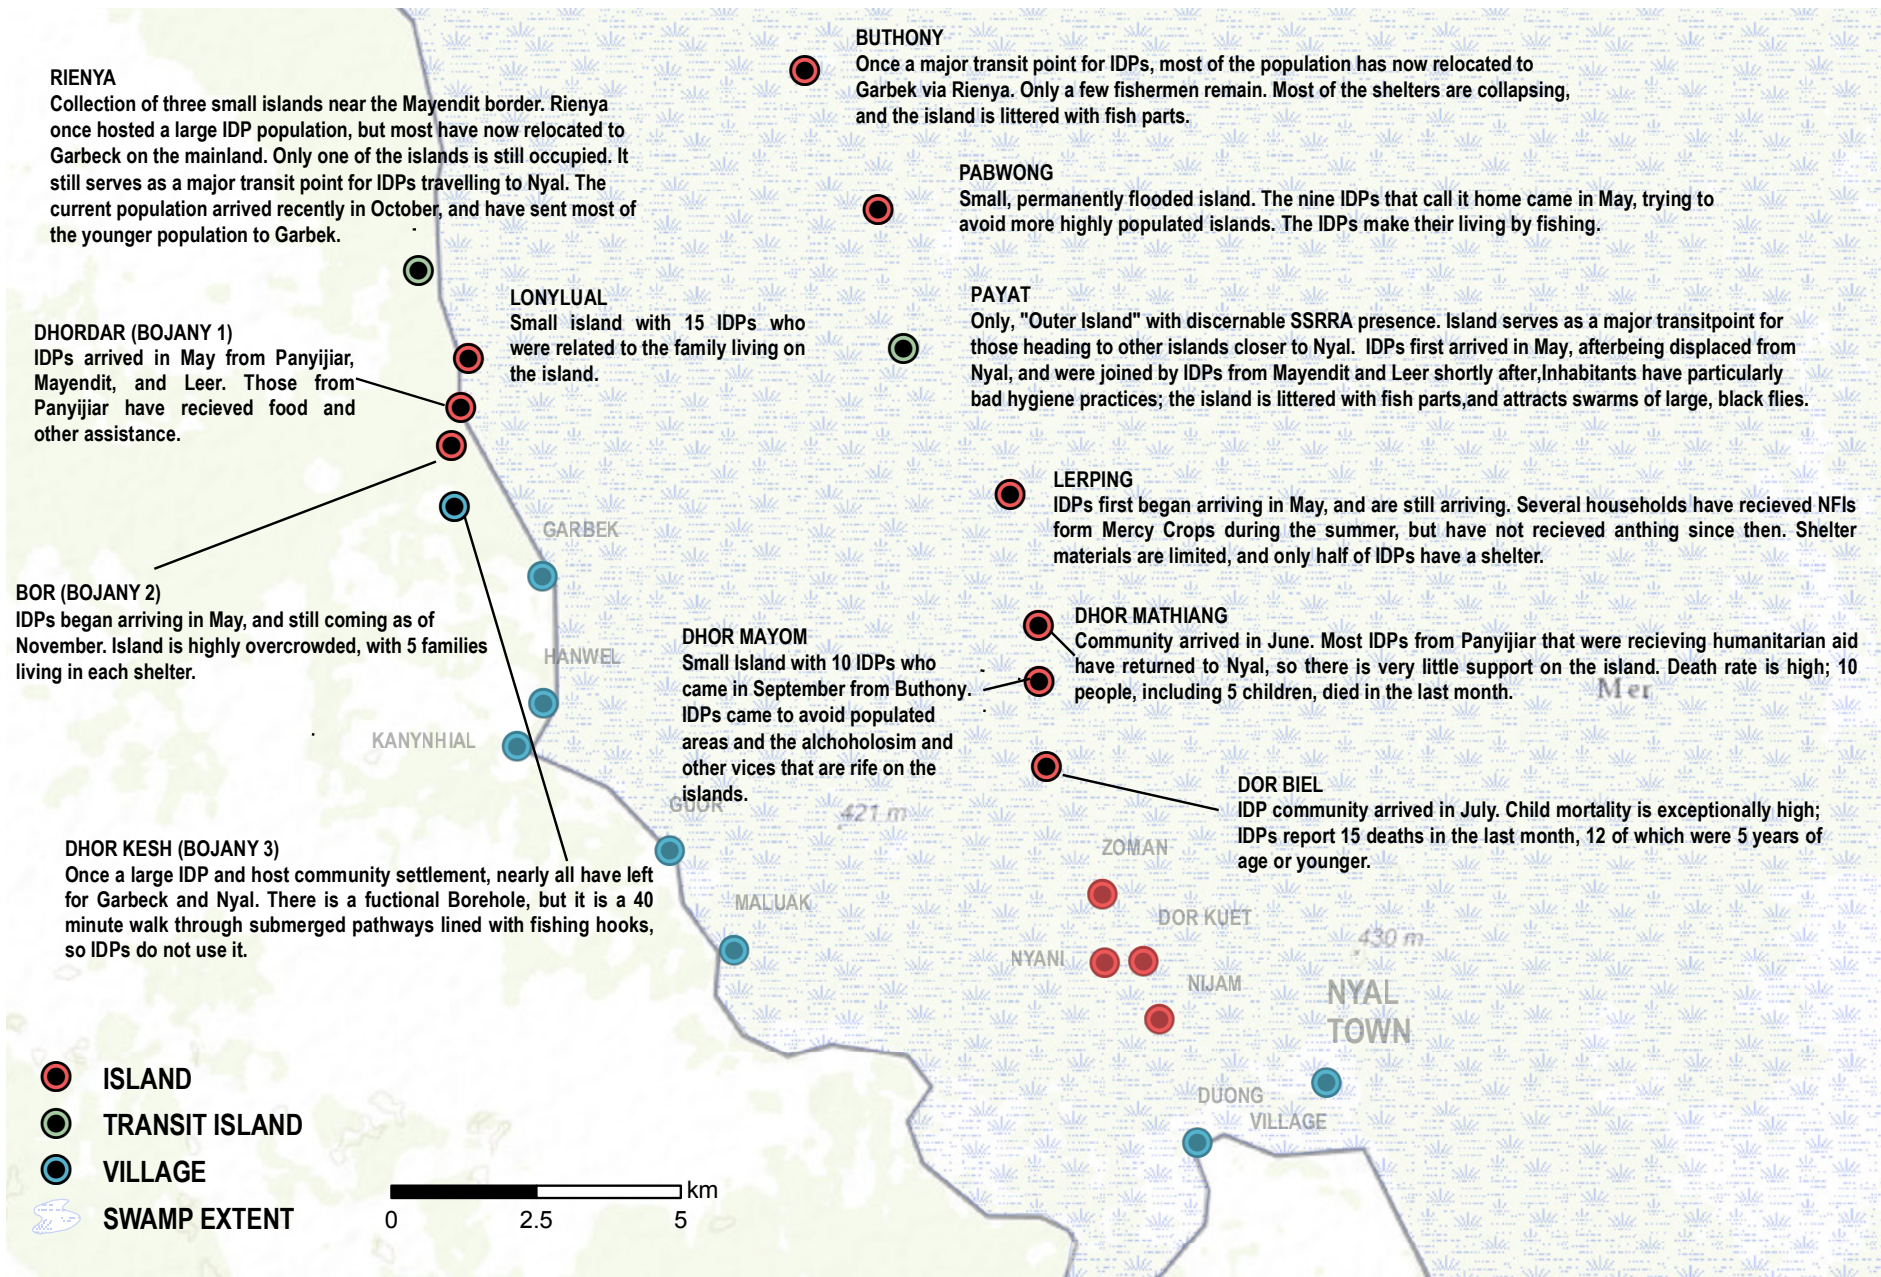 BUTHONY
Once a major transit point for IDPs, most of the population has now relocated to
Garbek via Rienya. Only a few fishermen remain. Most of the shelters are collapsing,
and the island is littered with fish parts.
RIENYA
Collection of three small islands near the Mayendit border. Rienya
once hosted a large IDP population, but most have now relocated to
Garbeck on the mainland. Only one of the islands is still occupied. It
still serves as a major transit point for IDPs travelling to Nyal. The
current population arrived recently in October, and have sent most of
the younger population to Garbek.
PABWONG
Small, permanently flooded island. The nine IDPs that call it home came in May, trying to
avoid more highly populated islands. The IDPs make their living by fishing.
LONYLUAL
Small island with 15 IDPs who
were related to the family living on
the island.
PAYAT
Only, "Outer Island" with discernable SSRRA presence. Island serves as a major transitpoint for
those heading to other islands closer to Nyal. IDPs first arrived in May, afterbeing displaced from
Nyal, and were joined by IDPs from Mayendit and Leer shortly after,Inhabitants have particularly
bad hygiene practices; the island is littered with fish parts,and attracts swarms of large, black flies.
DHORDAR (BOJANY 1)
IDPs arrived in May from Panyijiar,
Mayendit, and Leer. Those from
Panyijiar have recieved food and
other assistance.
LERPING
IDPs first began arriving in May, and are still arriving. Several households have recieved NFIs
form Mercy Crops during the summer, but have not recieved anthing since then. Shelter
materials are limited, and only half of IDPs have a shelter.
GARBEK
BOR (BOJANY 2)
IDPs began arriving in May, and still coming as of
November. Island is highly overcrowded, with 5 families
living in each shelter.
HANWEL
KANYNHIAL
DHOR MAYOM
Small Island with 10 IDPs who
came in September from Buthony.
IDPs came to avoid populated
areas and the alchoholosim and
other vices that are rife on the
islands.
DHOR MATHIANG
Community arrived in June. Most IDPs from Panyijiar that were recieving humanitarian aid
have returned to Nyal, so there is very little support on the island. Death rate is high; 10
people, including 5 children, died in the last month.
Mer
GUOR
421 m
DOR BIEL
IDP community arrived in July. Child mortality is exceptionally high;
IDPs report 15 deaths in the last month, 12 of which were 5 years of
age or younger.
DHOR KESH (BOJANY 3)
Once a large IDP and host community settlement, nearly all have left
for Garbeck and Nyal. There is a fuctional Borehole, but it is a 40
minute walk through submerged pathways lined with fishing hooks,
so IDPs do not use it.
MALUAK
ZOMAN
DOR KUET
NYANI
NIJAM
430 m
NYAL
TOWN
DUONG
VILLAGE
ISLAND
TRANSIT ISLAND
VILLAGE
SWAMP EXTENT
km
0 2.5 5